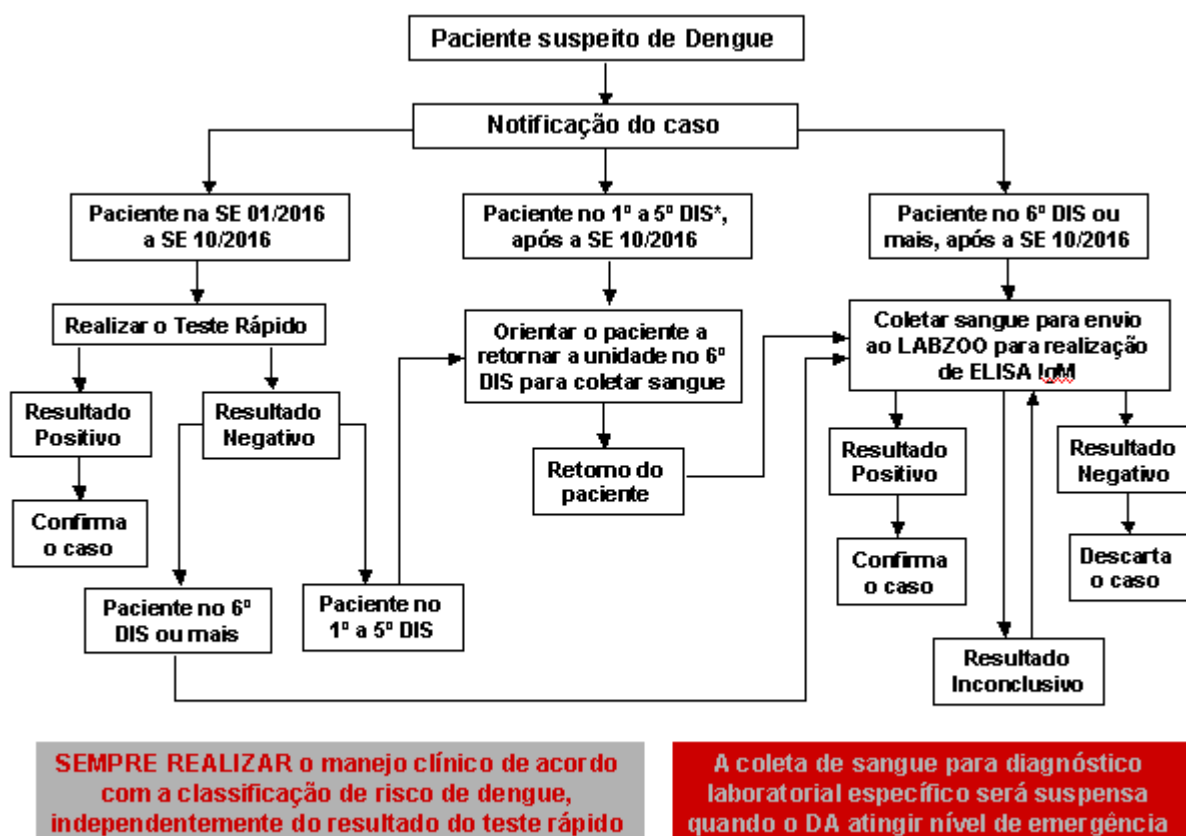 Paciente suspeito de Dengue
Notificação do caso
Paciente na SE 01/2016
a SE 10/2016
Paciente no 1º a 5º DIS*,
após a SE 10/2016
Paciente no 6º DIS ou
mais, após a SE 10/2016
Realizar o Teste Rápido
Orientar o paciente a
retornar a unidade no 6º
DIS para coletar sangue
Coletar sangue para envio
ao LABZOO para realização
de ELISA IgM
Resultado
Positivo
Resultado
Negativo
Retorno do
paciente
Resultado
Positivo
Resultado
Negativo
Confirma
o caso
Confirma
o caso
Descarta
o caso
Paciente no 6º
DIS ou mais
Paciente no
1º a 5º DIS
Resultado
Inconclusivo
SEMPRE REALIZAR o manejo clínico de acordo
com a classificação de risco de dengue,
independentemente do resultado do teste rápido
A coleta de sangue para diagnóstico
laboratorial específico será suspensa
quando o DA atingir nível de emergência